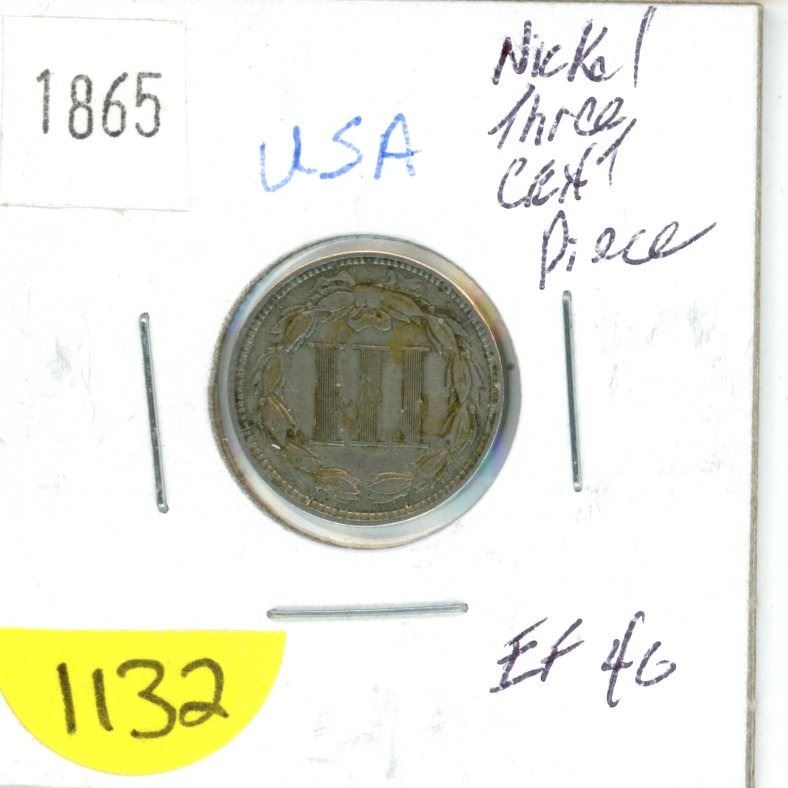 1865
USA
Nickel
Three
Cent
Piece
III
EF 40
1132